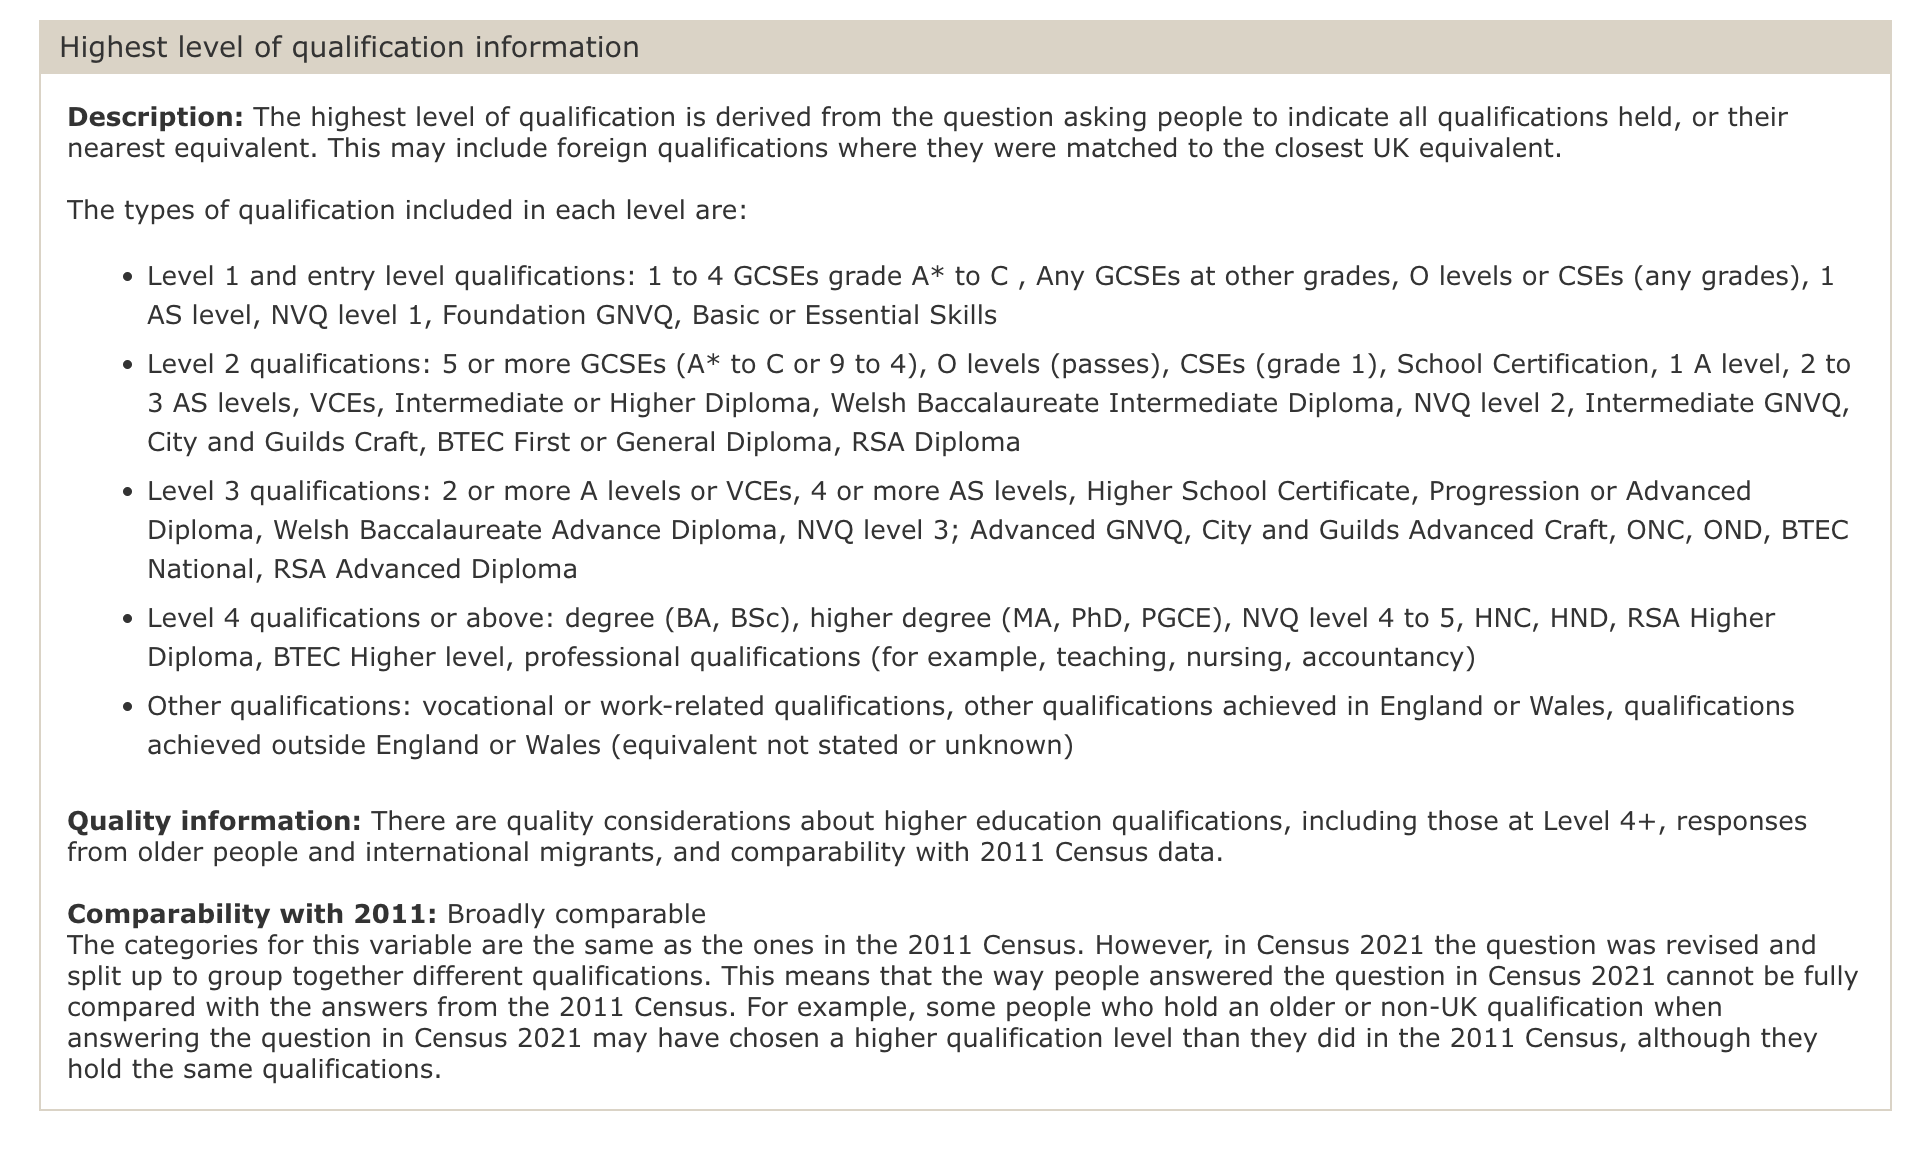 Highest level of qualification information
Description: The highest level of qualification is derived from the question asking people to indicate all qualifications held, or their
nearest equivalent. This may include foreign qualifications where they were matched to the closest UK equivalent.
The types of qualification included in each level are:
• Level 1 and entry level qualifications: 1 to 4 GCSEs grade A* to C , Any GCSEs at other grades, O levels or CSEs (any grades), 1
AS level, NVQ level 1, Foundation GNVQ, Basic or Essential Skills
• Level 2 qualifications: 5 or more GCSEs (A* to C or 9 to 4), O levels (passes), CSEs (grade 1), School Certification, 1 A level, 2 to
3 AS levels, VCEs, Intermediate or Higher Diploma, Welsh Baccalaureate Intermediate Diploma, NVQ level 2, Intermediate GNVQ,
City and Guilds Craft, BTEC First or General Diploma, RSA Diploma
• Level 3 qualifications: 2 or more A levels or VCEs, 4 or more AS levels, Higher School Certificate, Progression or Advanced
Diploma, Welsh Baccalaureate Advance Diploma, NVQ level 3; Advanced GNVQ, City and Guilds Advanced Craft, ONC, OND, BTEC
National, RSA Advanced Diploma
• Level 4 qualifications or above: degree (BA, BSc), higher degree (MA, PhD, PGCE), NVQ level 4 to 5, HNC, HND, RSA Higher
Diploma, BTEC Higher level, professional qualifications (for example, teaching, nursing, accountancy)
• Other qualifications: vocational or work-related qualifications, other qualifications achieved in England or Wales, qualifications
achieved outside England or Wales (equivalent not stated or unknown)
Quality information: There are quality considerations about higher education qualifications, including those at Level 4+, responses
from older people and international migrants, and comparability with 2011 Census data.
Comparability with 2011: Broadly comparable
The categories for this variable are the same as the ones in the 2011 Census. However, in Census 2021 the question was revised and
split up to group together different qualifications. This means that the way people answered the question in Census 2021 cannot be fully
compared with the answers from the 2011 Census. For example, some people who hold an older or non-UK qualification when
answering the question in Census 2021 may have chosen a higher qualification level than they did in the 2011 Census, although they
hold the same qualifications.